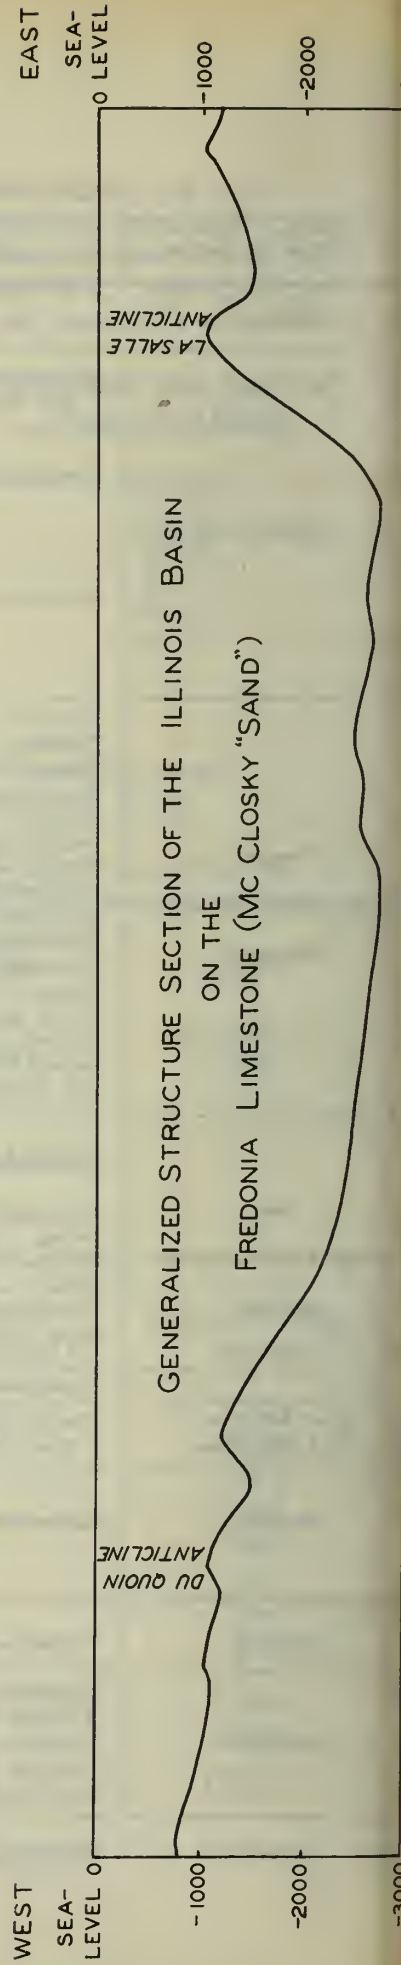 WEST
SEA-
LEVEL 0
-1000
-2000
-3000
DU QUOIN
ANTICLINE
GENERALIZED STRUCTURE SECTION OF THE ILLINOIS BASIN
ON THE
FREDONIA LIMESTONE (MC CLOSKY "SAND")
LA SALLE
ANTICLINE
EAST
SEA-
0 LEVEL
-1000
-2000